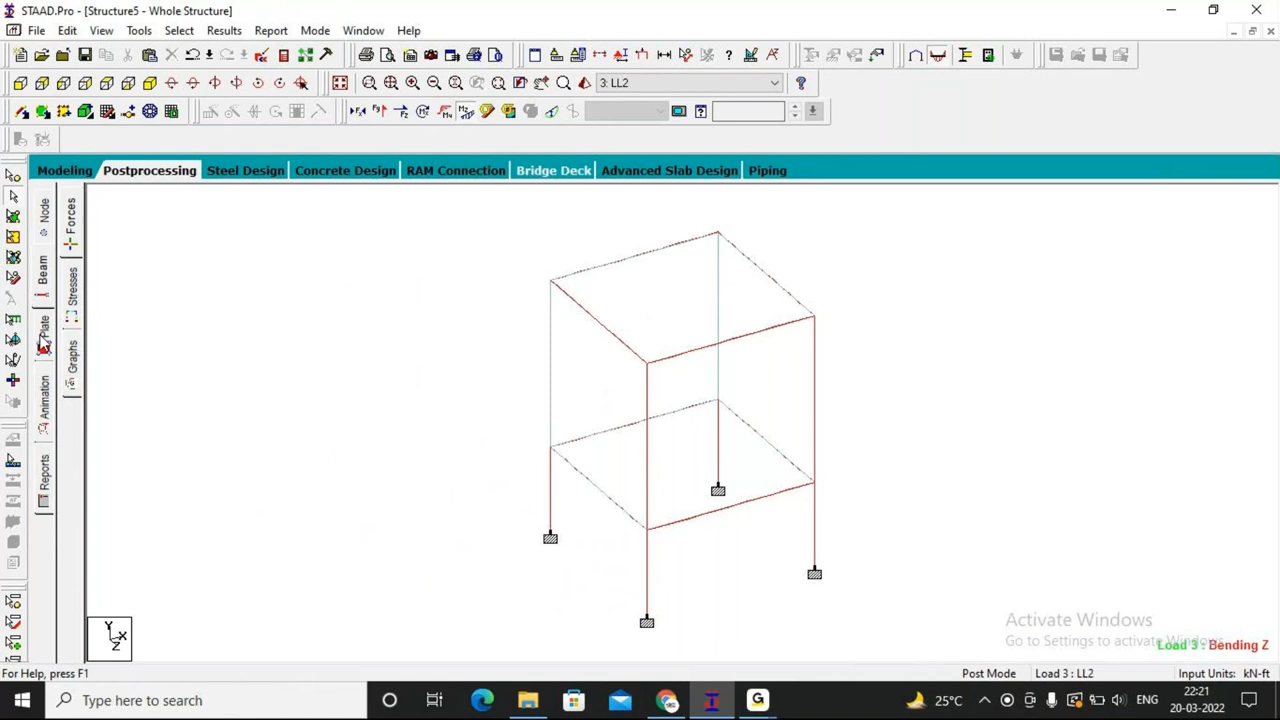 STAAD.Pro - [Structure5 - Whole Structure]
File Edit View Tools Select Results Report Mode Window Help
3: LL2
Modeling Postprocessing Steel Design Concrete Design RAM Connection Bridge Deck Advanced Slab Design Piping
Node
Beam
Plate
Animation
Reports
Forces
Stresses
Graphs
Y
X
Z
Activate Windows
Go to Settings to activate Windows.
Load 3 : Bending Z
For Help, press F1
Post Mode Load 3 : LL2 Input Units: kN-ft
Type here to search
G
25°C
ENG
22:21
20-03-2022